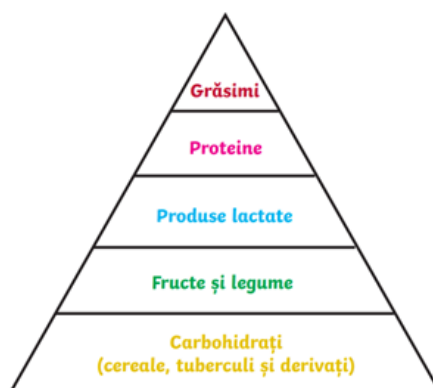 Grăsimi
Proteine
Produse lactate
Fructe și legume
Carbohidrați
(cereale, tuberculi și derivați)